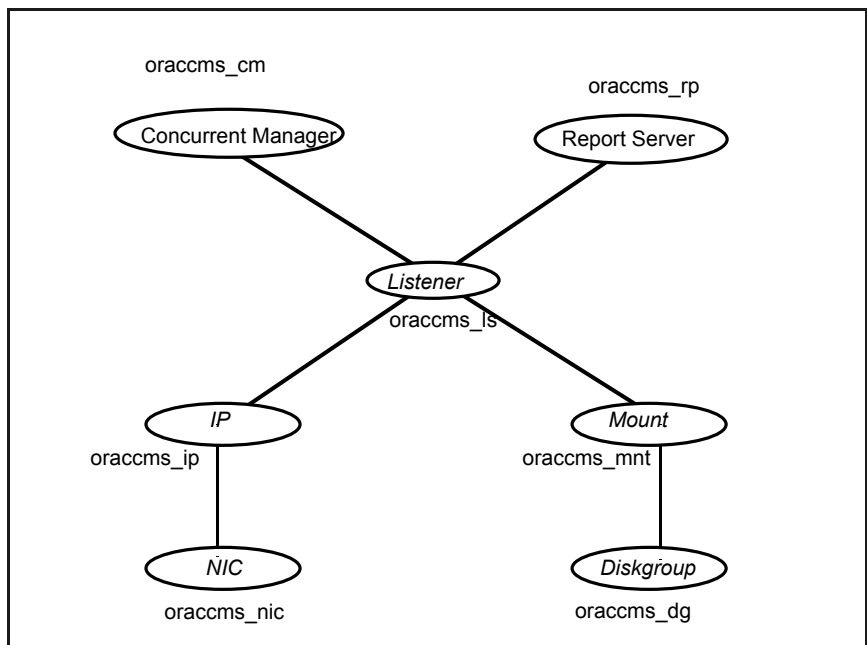 oraccms_cm
oraccms_rp
Concurrent Manager
Report Server
Listener
oraccms_ls
IP
Mount
oraccms_ip
oraccms_mnt
NIC
Diskgroup
oraccms_nic
oraccms_dg